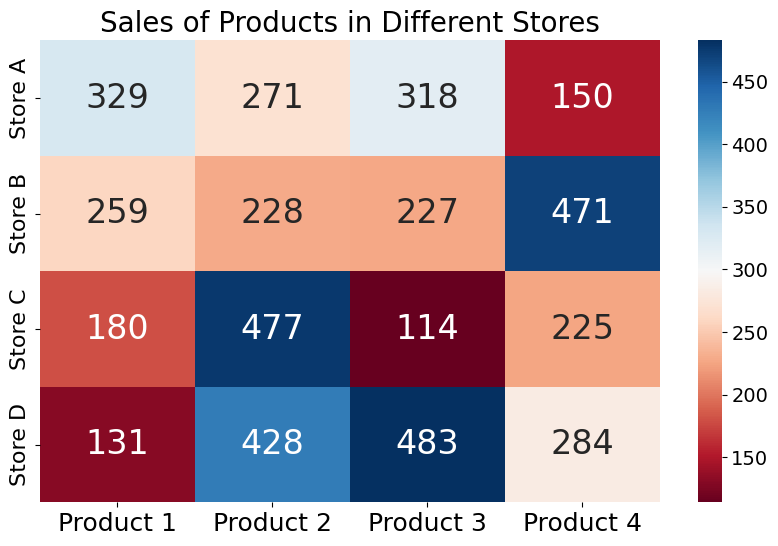 Sales of Products in Different Stores
Store A 329 271 318 150
Store B 259 228 227 471
Store C 180 477 114 225
Store D 131 428 483 284
Product 1 Product 2 Product 3 Product 4
450
400
350
300
250
200
150